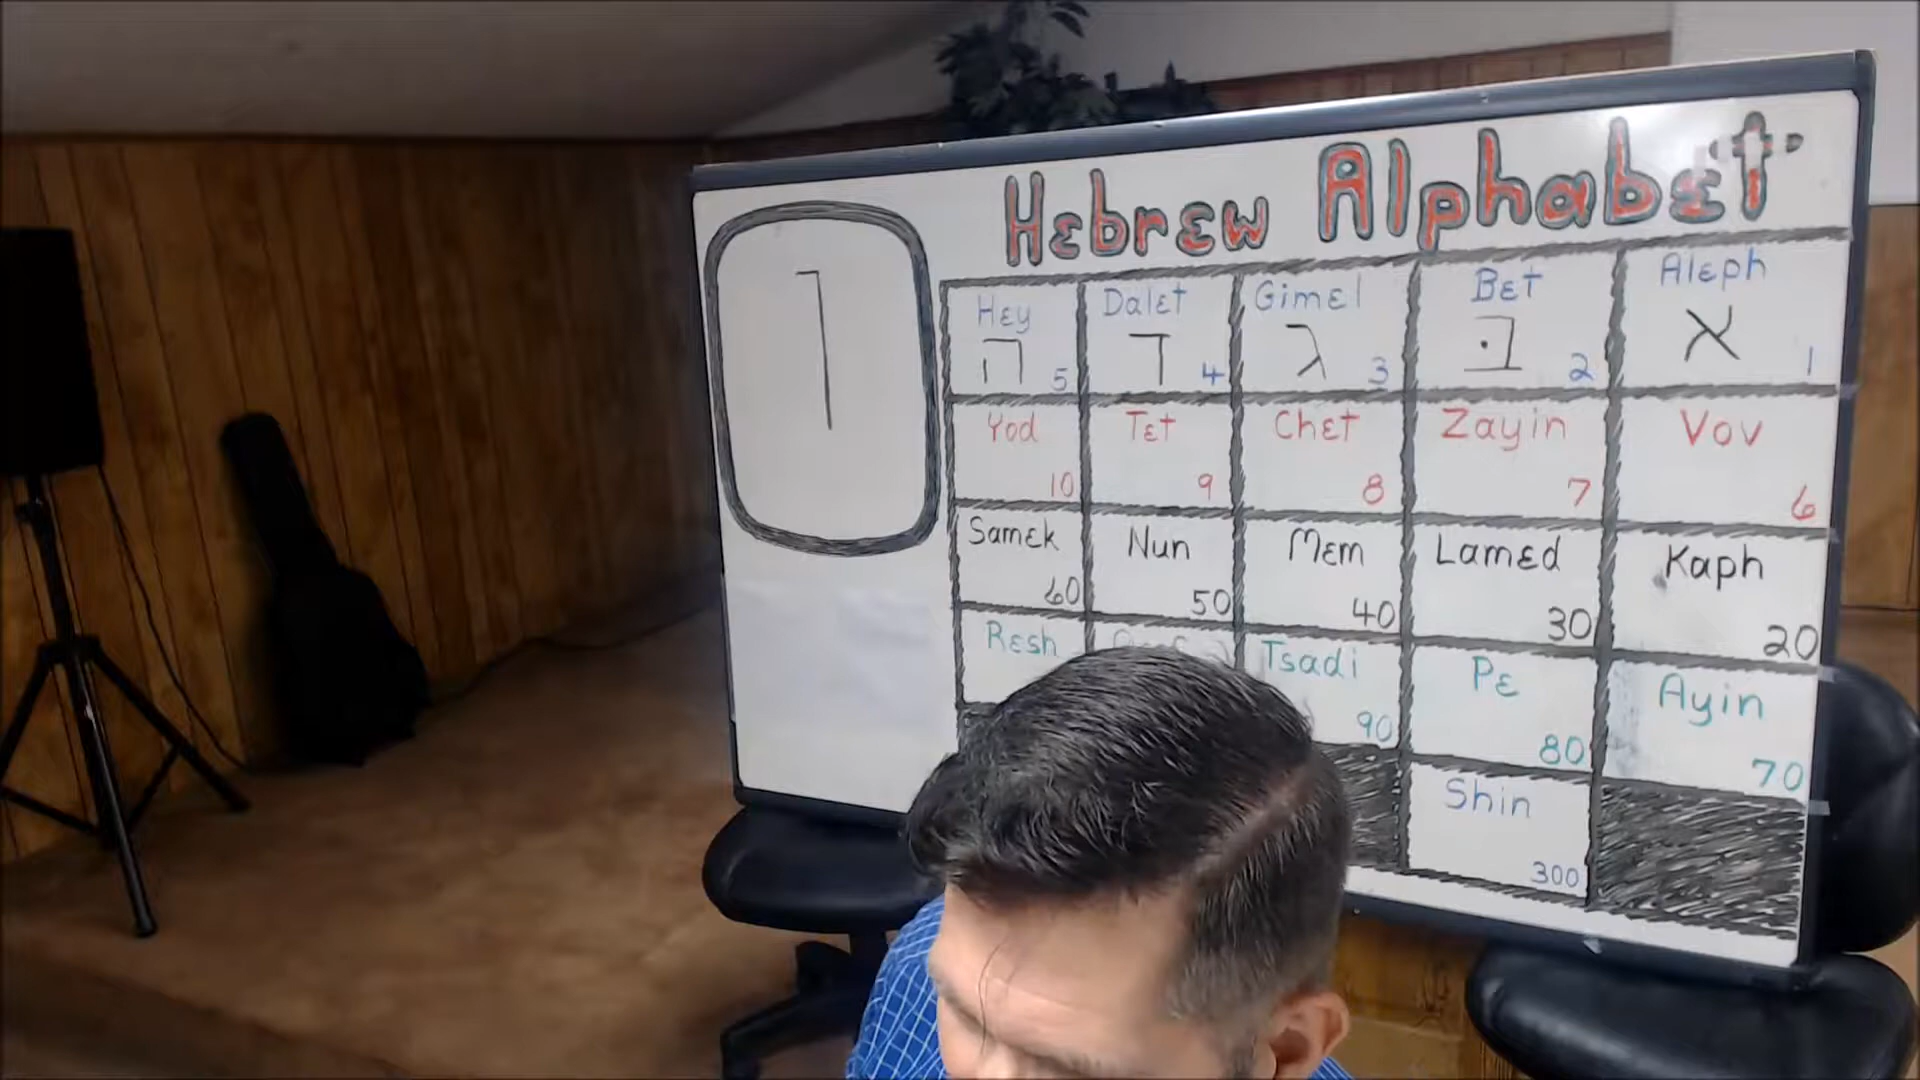 Hebrew Alphabet
ו
Hey Dalet Gimel Bet Aleph
ה ד ג בּ א
5 4 3 2 1
Yod Tet Chet Zayin Vov
10 9 8 7 6
Samek Nun Mem Lamed Kaph
60 50 40 30 20
Resh Tsadi Pe Ayin
90 80 70
Shin
300